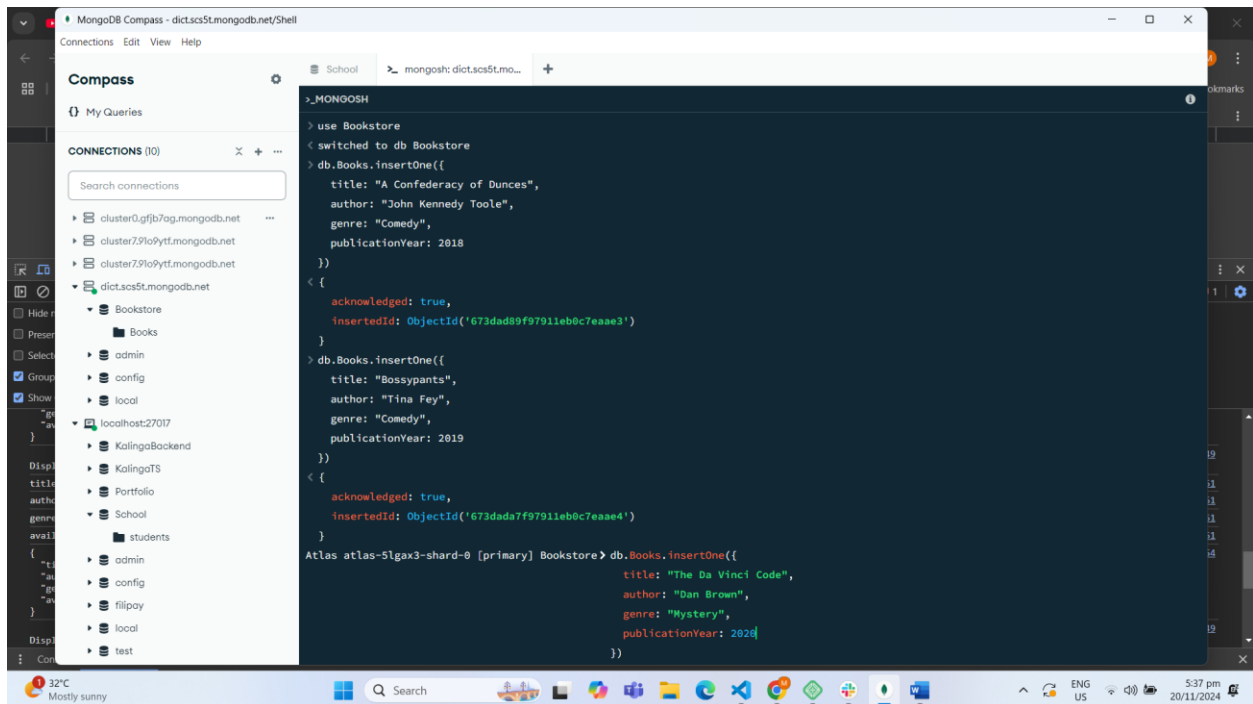 MongoDB Compass - dict.scs5t.mongodb.net/Shell
Connections Edit View Help
Compass
{} My Queries
CONNECTIONS (10)
Search connections
cluster0.gfjb7ag.mongodb.net
cluster7.91o9ytf.mongodb.net
cluster7.91o9ytf.mongodb.net
dict.scs5t.mongodb.net
Bookstore
Books
admin
config
local
localhost:27017
KalingaBackend
KalingaTS
Portfolio
School
students
admin
config
filipay
local
test
School
>_ mongosh: dict.scs5t.mo...
>_MONGOSH
> use Bookstore
< switched to db Bookstore
> db.Books.insertOne({
title: "A Confederacy of Dunces",
author: "John Kennedy Toole",
genre: "Comedy",
publicationYear: 2018
})
< {
acknowledged: true,
insertedId: ObjectId('673dad89f97911eb0c7eaae3')
}
> db.Books.insertOne({
title: "Bossypants",
author: "Tina Fey",
genre: "Comedy",
publicationYear: 2019
})
< {
acknowledged: true,
insertedId: ObjectId('673dada7f97911eb0c7eaae4')
}
Atlas atlas-5lgax3-shard-0 [primary] Bookstore> db.Books.insertOne({
title: "The Da Vinci Code",
author: "Dan Brown",
genre: "Mystery",
publicationYear: 2020
})
32°C
Mostly sunny
Search
ENG
US
5:37 pm
20/11/2024